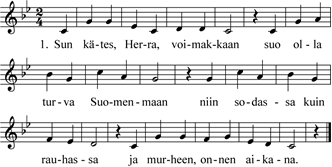 1. Sun kä-tes, Her-ra, voi-mak-kaan suo ol-la
tur-va Suo-men-maan niin so-das-sa kuin
rau-has-sa ja mur-heen, on-nen ai-ka-na.